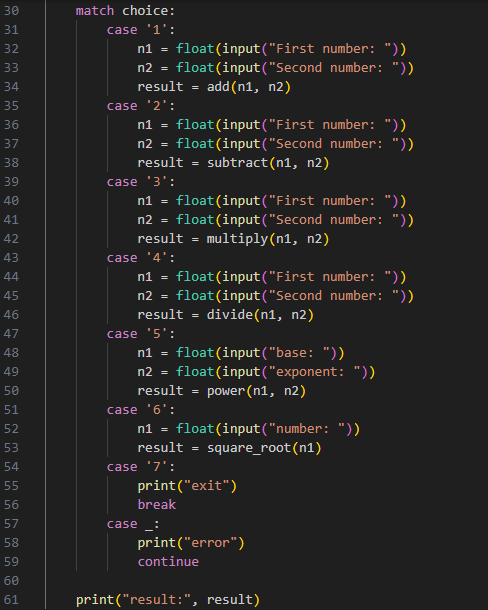 30 match choice:
31 case '1':
32 n1 = float(input("First number: "))
33 n2 = float(input("Second number: "))
34 result = add(n1, n2)
35 case '2':
36 n1 = float(input("First number: "))
37 n2 = float(input("Second number: "))
38 result = subtract(n1, n2)
39 case '3':
40 n1 = float(input("First number: "))
41 n2 = float(input("Second number: "))
42 result = multiply(n1, n2)
43 case '4':
44 n1 = float(input("First number: "))
45 n2 = float(input("Second number: "))
46 result = divide(n1, n2)
47 case '5':
48 n1 = float(input("base: "))
49 n2 = float(input("exponent: "))
50 result = power(n1, n2)
51 case '6':
52 n1 = float(input("number: "))
53 result = square_root(n1)
54 case '7':
55 print("exit")
56 break
57 case _:
58 print("error")
59 continue
60
61 print("result:", result)